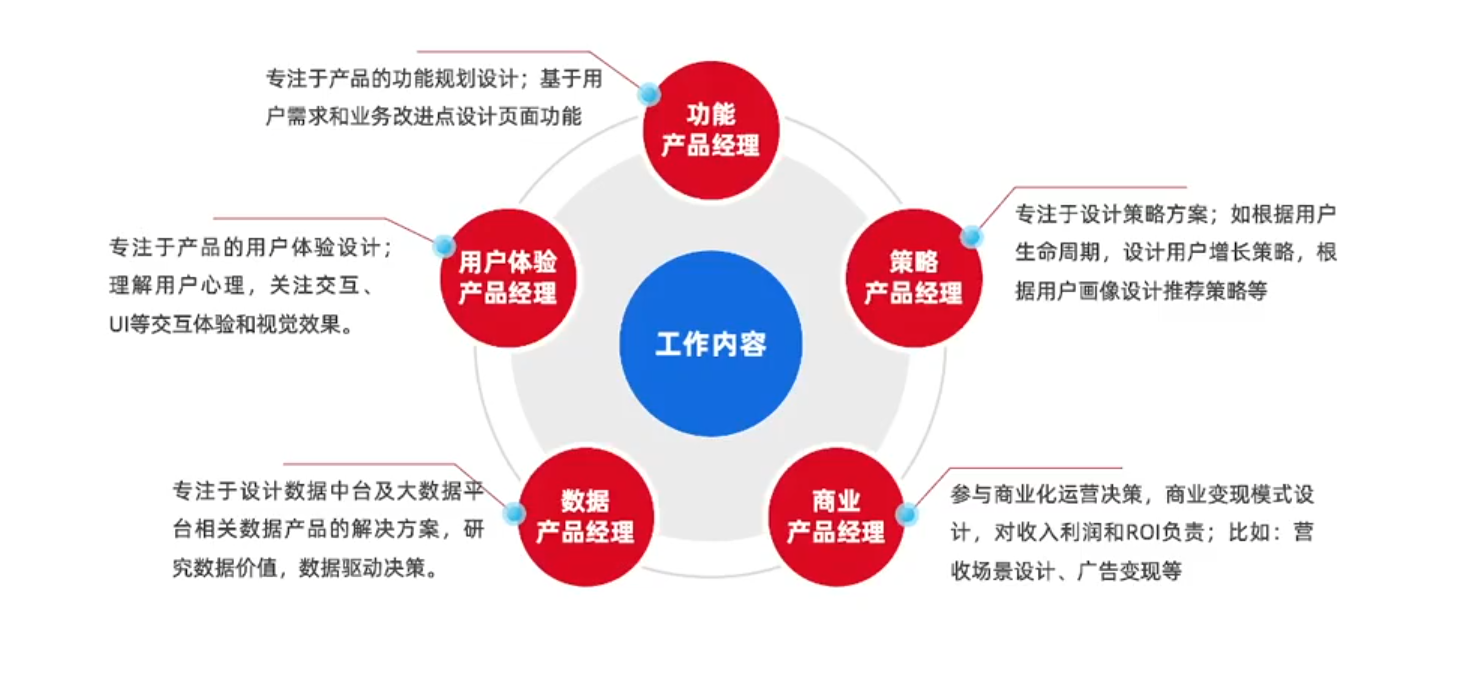 专注于产品的功能规划设计；基于用
户需求和业务改进点设计页面功能
功能
产品经理
专注于设计策略方案；如根据用户
生命周期，设计用户增长策略，根
据用户画像设计推荐策略等
策略
产品经理
专注于产品的用户体验设计；
理解用户心理，关注交互、
UI等交互体验和视觉效果。
用户体验
产品经理
工作内容
专注于设计数据中台及大数据平
台相关数据产品的解决方案，研
究数据价值，数据驱动决策。
数据
产品经理
商业
产品经理
参与商业化运营决策，商业变现模式设
计，对收入利润和ROI负责；比如：营
收场景设计、广告变现等